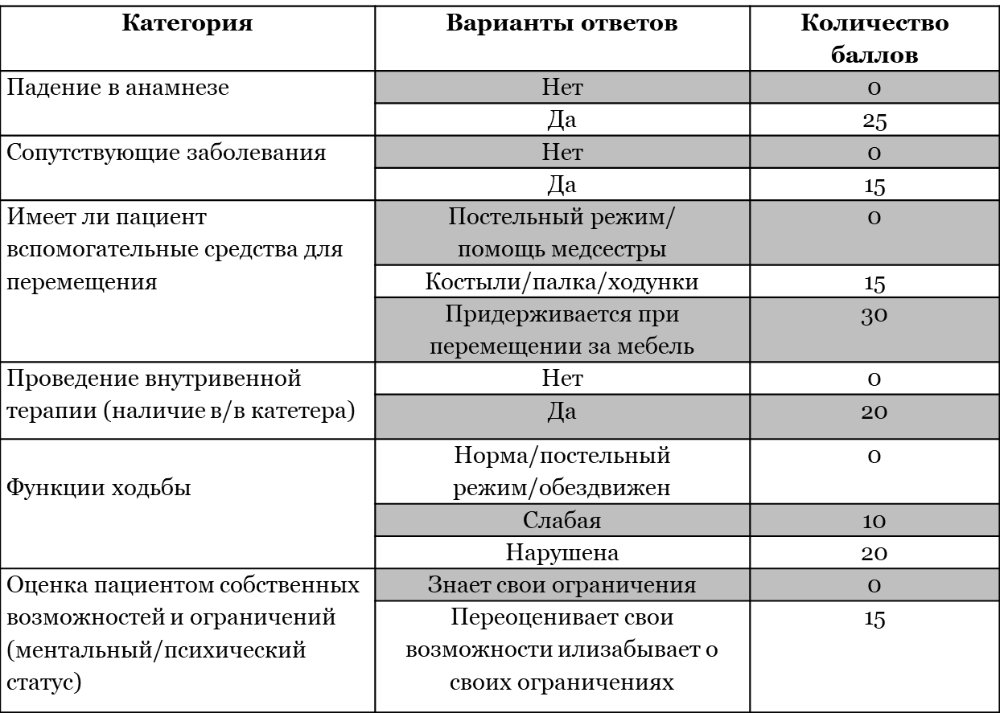 Категория Варианты ответов Количество
баллов
Падение в анамнезе Нет 0
Да 25
Сопутствующие заболевания Нет 0
Да 15
Имеет ли пациент Постельный режим/ 0
вспомогательные средства для помощь медсестры
перемещения Костыли/палка/ходунки 15
Придерживается при 30
перемещении за мебель
Проведение внутривенной Нет 0
терапии (наличие в/в катетера) Да 20
Норма/постельный 0
Функции ходьбы режим/обездвижен
Слабая 10
Нарушена 20
Оценка пациентом собственных Знает свои ограничения 0
возможностей и ограничений Переоценивает свои 15
(ментальный/психический возможности илизабывает о
статус) своих ограничениях